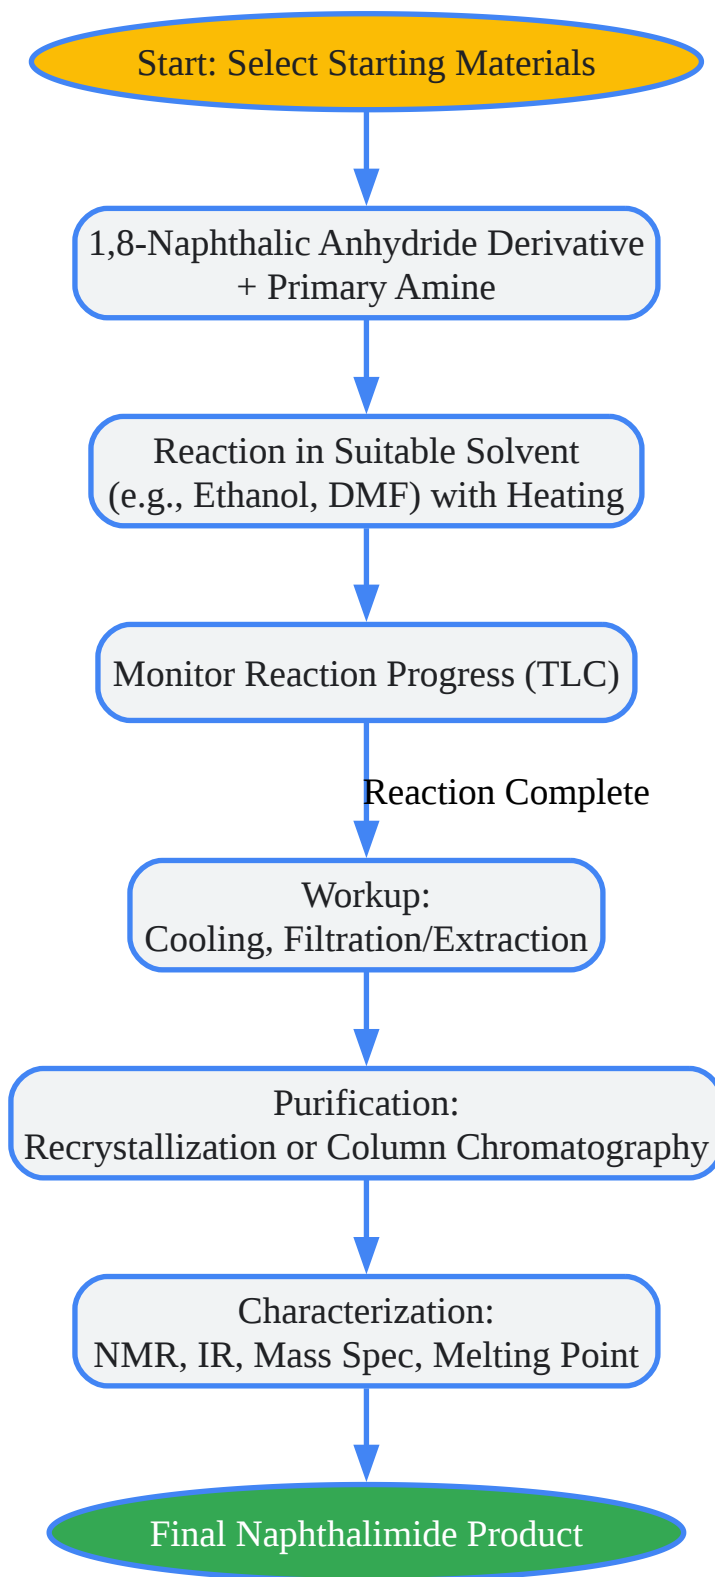 Start: Select Starting Materials
1,8-Naphthalic Anhydride Derivative
+ Primary Amine
Reaction in Suitable Solvent
(e.g., Ethanol, DMF) with Heating
Monitor Reaction Progress (TLC)
Reaction Complete
Workup:
Cooling, Filtration/Extraction
Purification:
Recrystallization or Column Chromatography
Characterization:
NMR, IR, Mass Spec, Melting Point
Final Naphthalimide Product